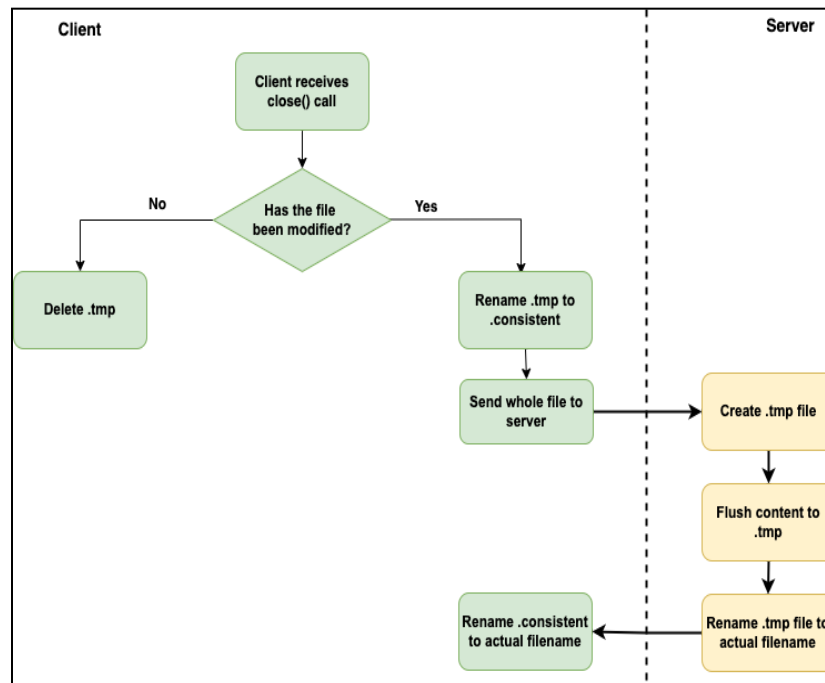 Client
Server
Client receives
close() call
Has the file
been modified?
No
Yes
Delete .tmp
Rename .tmp to
.consistent
Send whole file to
server
Create .tmp file
Flush content to
.tmp
Rename .tmp file to
actual filename
Rename .consistent
to actual filename